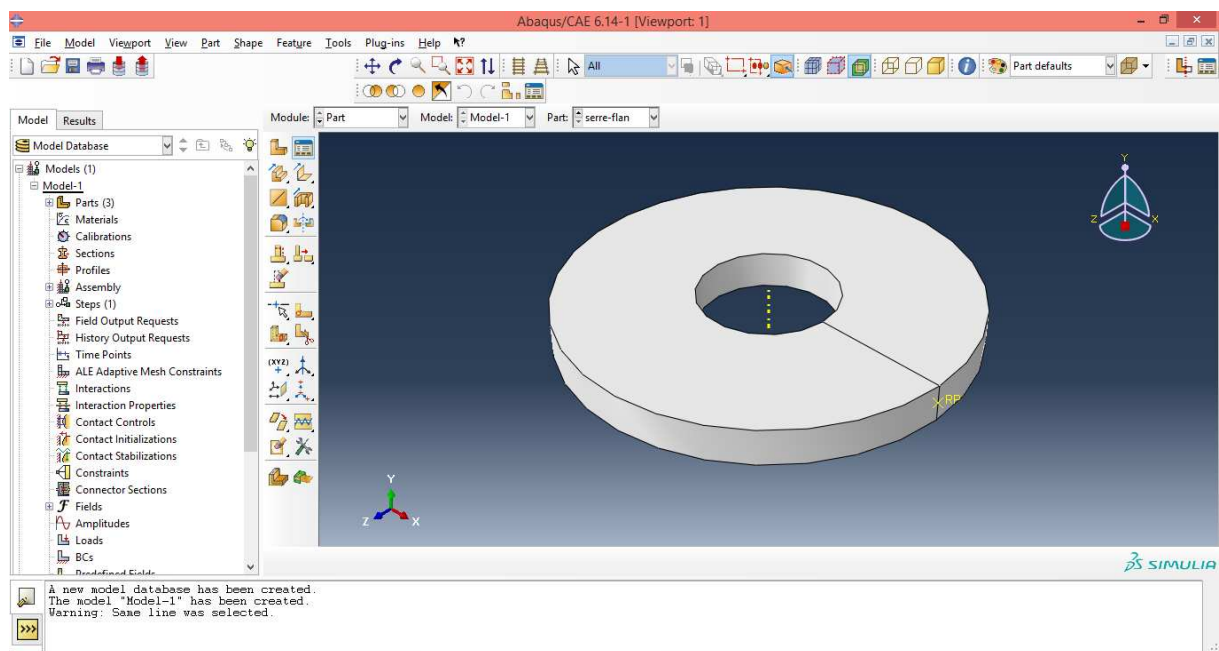 Abaqus/CAE 6.14-1 [Viewport: 1]
File Model Viewport View Part Shape Feature Tools Plug-ins Help
All
Part defaults
Model Results
Module: Part Model: Model-1 Part: serre-flan
Model Database
Models (1)
Model-1
Parts (3)
Materials
Calibrations
Sections
Profiles
Assembly
Steps (1)
Field Output Requests
History Output Requests
Time Points
ALE Adaptive Mesh Constraints
Interactions
Interaction Properties
Contact Controls
Contact Initializations
Contact Stabilizations
Constraints
Connector Sections
Fields
Amplitudes
Loads
BCs
Predefined Fields
(XYZ)
Y
Z X
RP
Y
Z X
SIMULIA
A new model database has been created.
The model "Model-1" has been created.
Warning: Same line was selected.
>>>